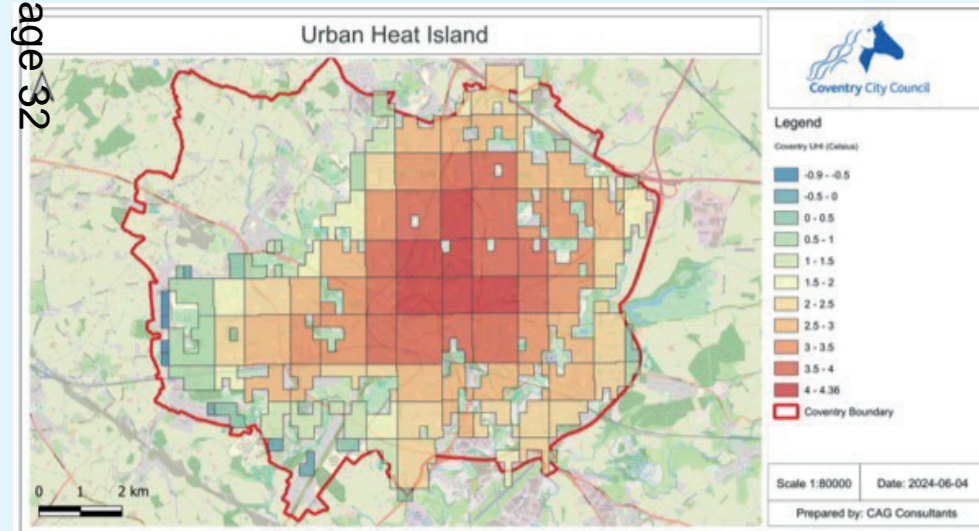 age 32
Urban Heat Island
Coventry City Council
Legend
Coventry UHI (Celsius)
-0.9 - -0.5
-0.5 - 0
0 - 0.5
0.5 - 1
1 - 1.5
1.5 - 2
2 - 2.5
2.5 - 3
3 - 3.5
3.5 - 4
4 - 4.36
Coventry Boundary
0 1 2 km
Scale 1:80000
Date: 2024-06-04
Prepared by: CAG Consultants